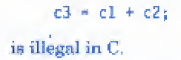 c3 = c1 + c2;
is illegal in C.